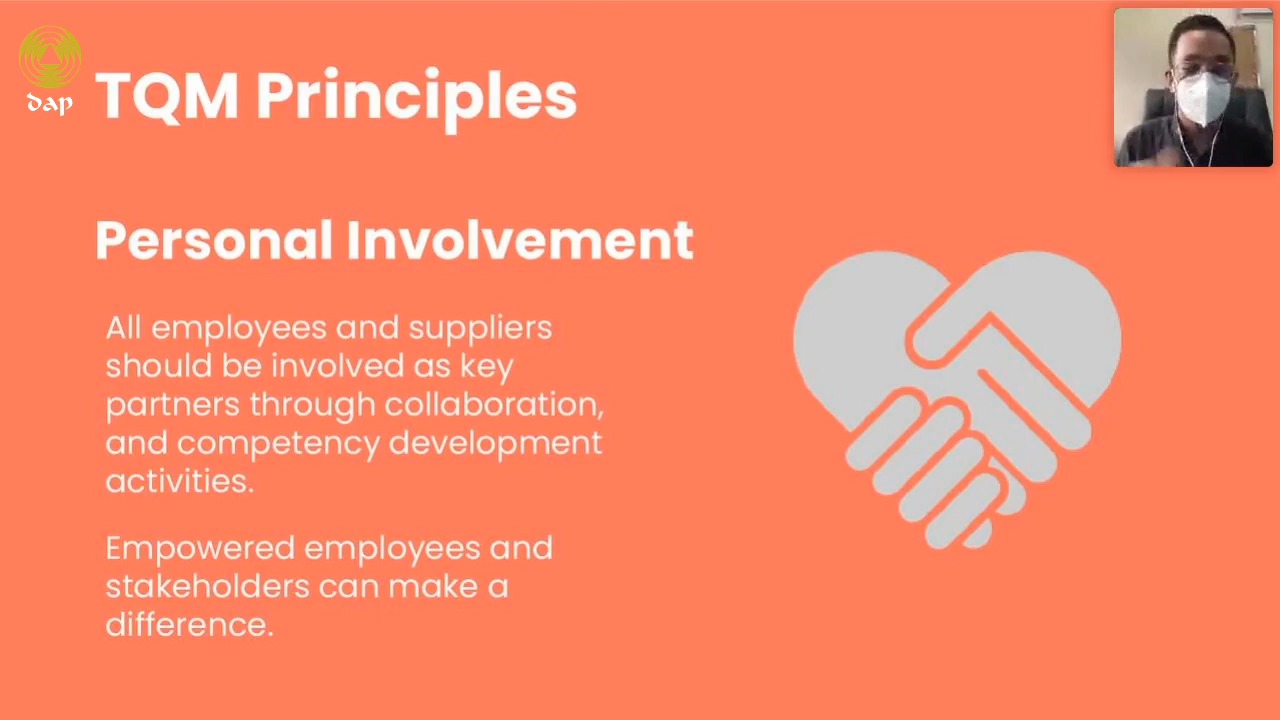 dap
TQM Principles
Personal Involvement
All employees and suppliers
should be involved as key
partners through collaboration,
and competency development
activities.
Empowered employees and
stakeholders can make a
difference.